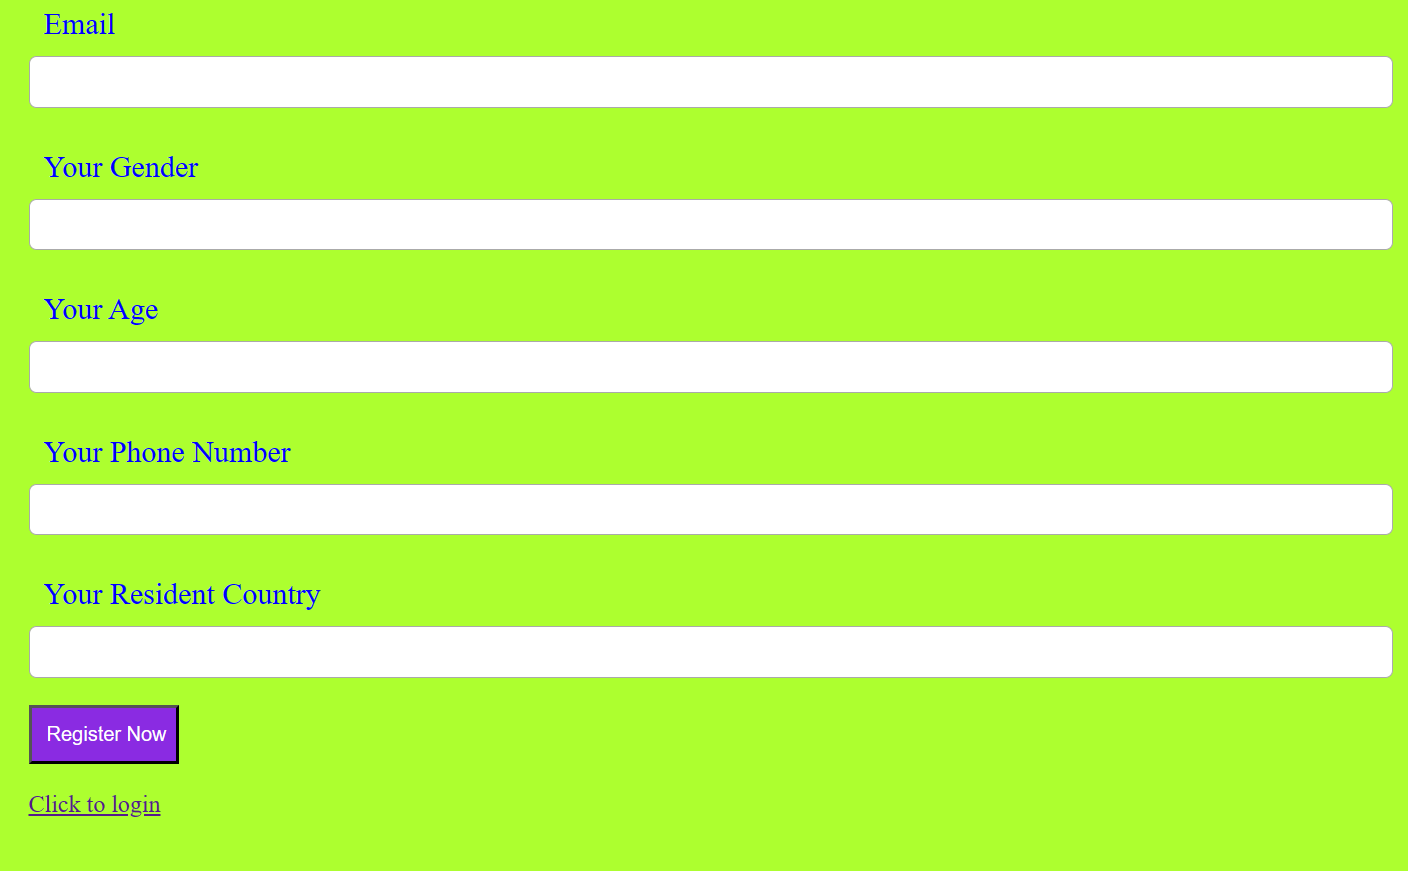 Email
Your Gender
Your Age
Your Phone Number
Your Resident Country
Register Now
Click to login